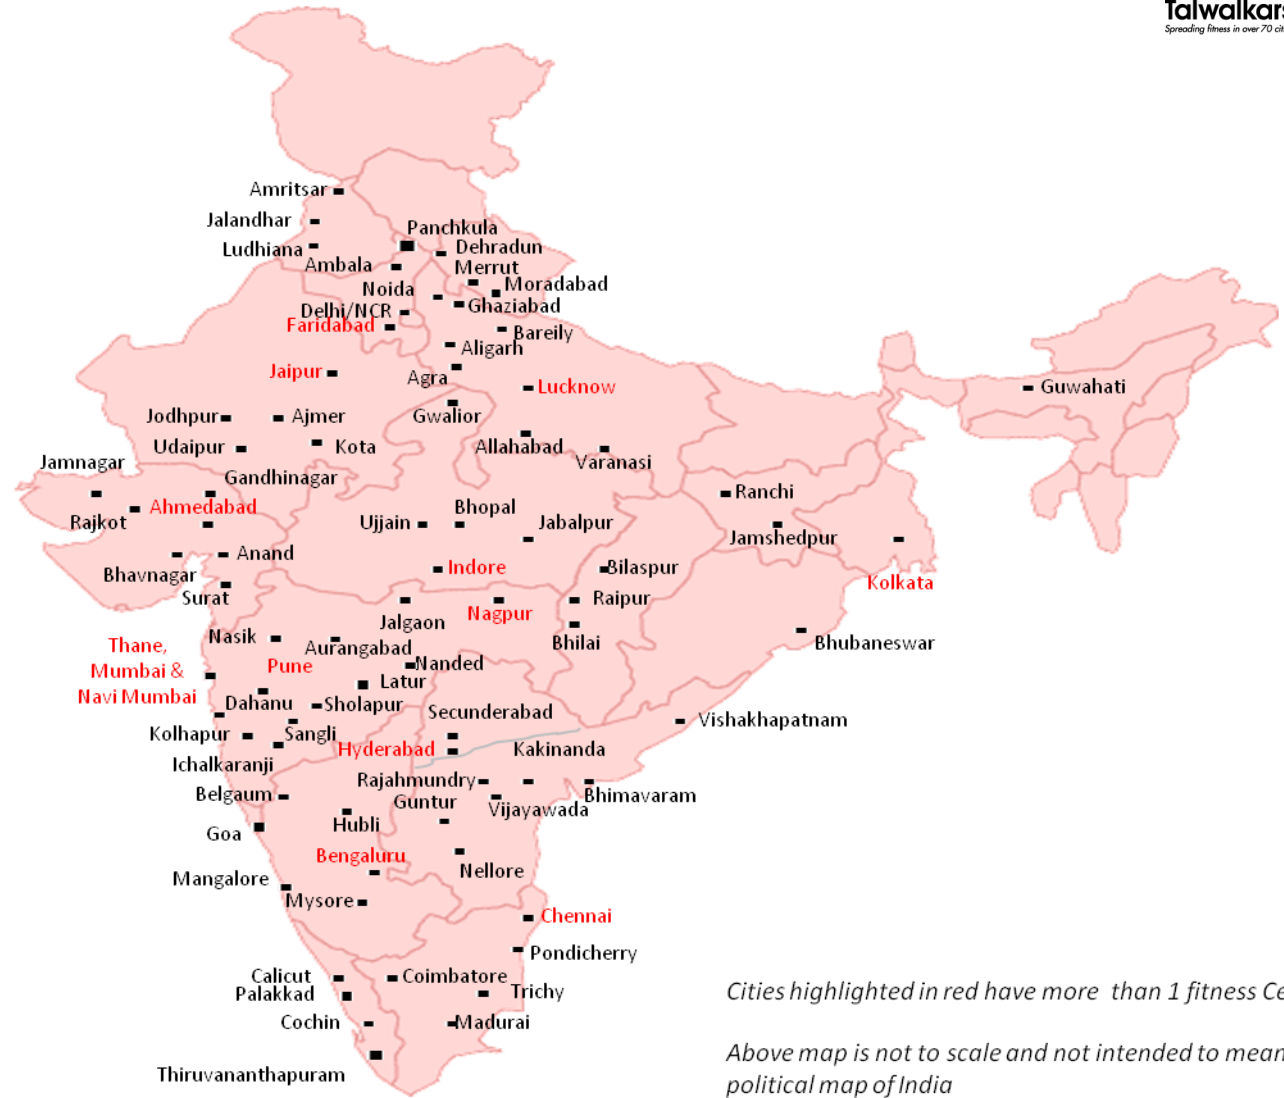 Talwalkars
Spreading fitness in over 70 cit
Amritsar
Jalandhar
Panchkula
Ludhiana
Dehradun
Ambala
Merrut
Moradabad
Noida
Ghaziabad
Delhi/NCR
Faridabad
Bareily
Aligarh
Jaipur
Agra
Lucknow
Guwahati
Jodhpur
Ajmer
Gwalior
Udaipur
Kota
Allahabad
Varanasi
Jamnagar
Gandhinagar
Ranchi
Ahmedabad
Bhopal
Rajkot
Ujjain
Jabalpur
Jamshedpur
Anand
Bhavnagar
Indore
Bilaspur
Kolkata
Surat
Nagpur
Raipur
Jalgaon
Nasik
Aurangabad
Bhilai
Bhubaneswar
Thane,
Mumbai &
Navi Mumbai
Pune
Nanded
Latur
Dahanu
Sholapur
Secunderabad
Vishakhapatnam
Kolhapur
Sangli
Hyderabad
Kakinanda
Ichalkaranji
Rajahmundry
Belgaum
Guntur
Vijayawada
Bhimavaram
Goa
Hubli
Bengaluru
Nellore
Mangalore
Mysore
Chennai
Pondicherry
Calicut
Coimbatore
Palakkad
Trichy
Cochin
Madurai
Thiruvananthapuram
Cities highlighted in red have more than 1 fitness Ce
Above map is not to scale and not intended to mean
political map of India